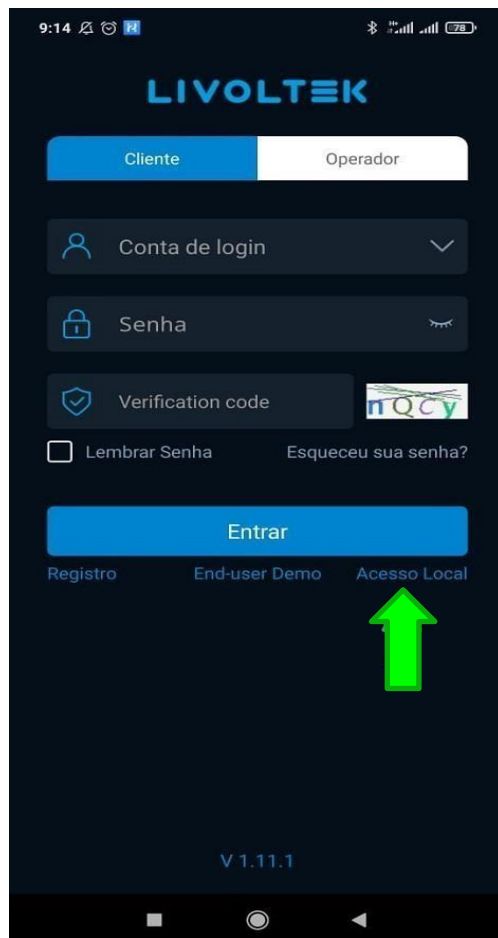 9:14
78
LIVOLTEK
Cliente Operador
Conta de login
Senha
Verification code nQCy
Lembrar Senha Esqueceu sua senha?
Entrar
Registro End-user Demo Acesso Local
V 1.11.1